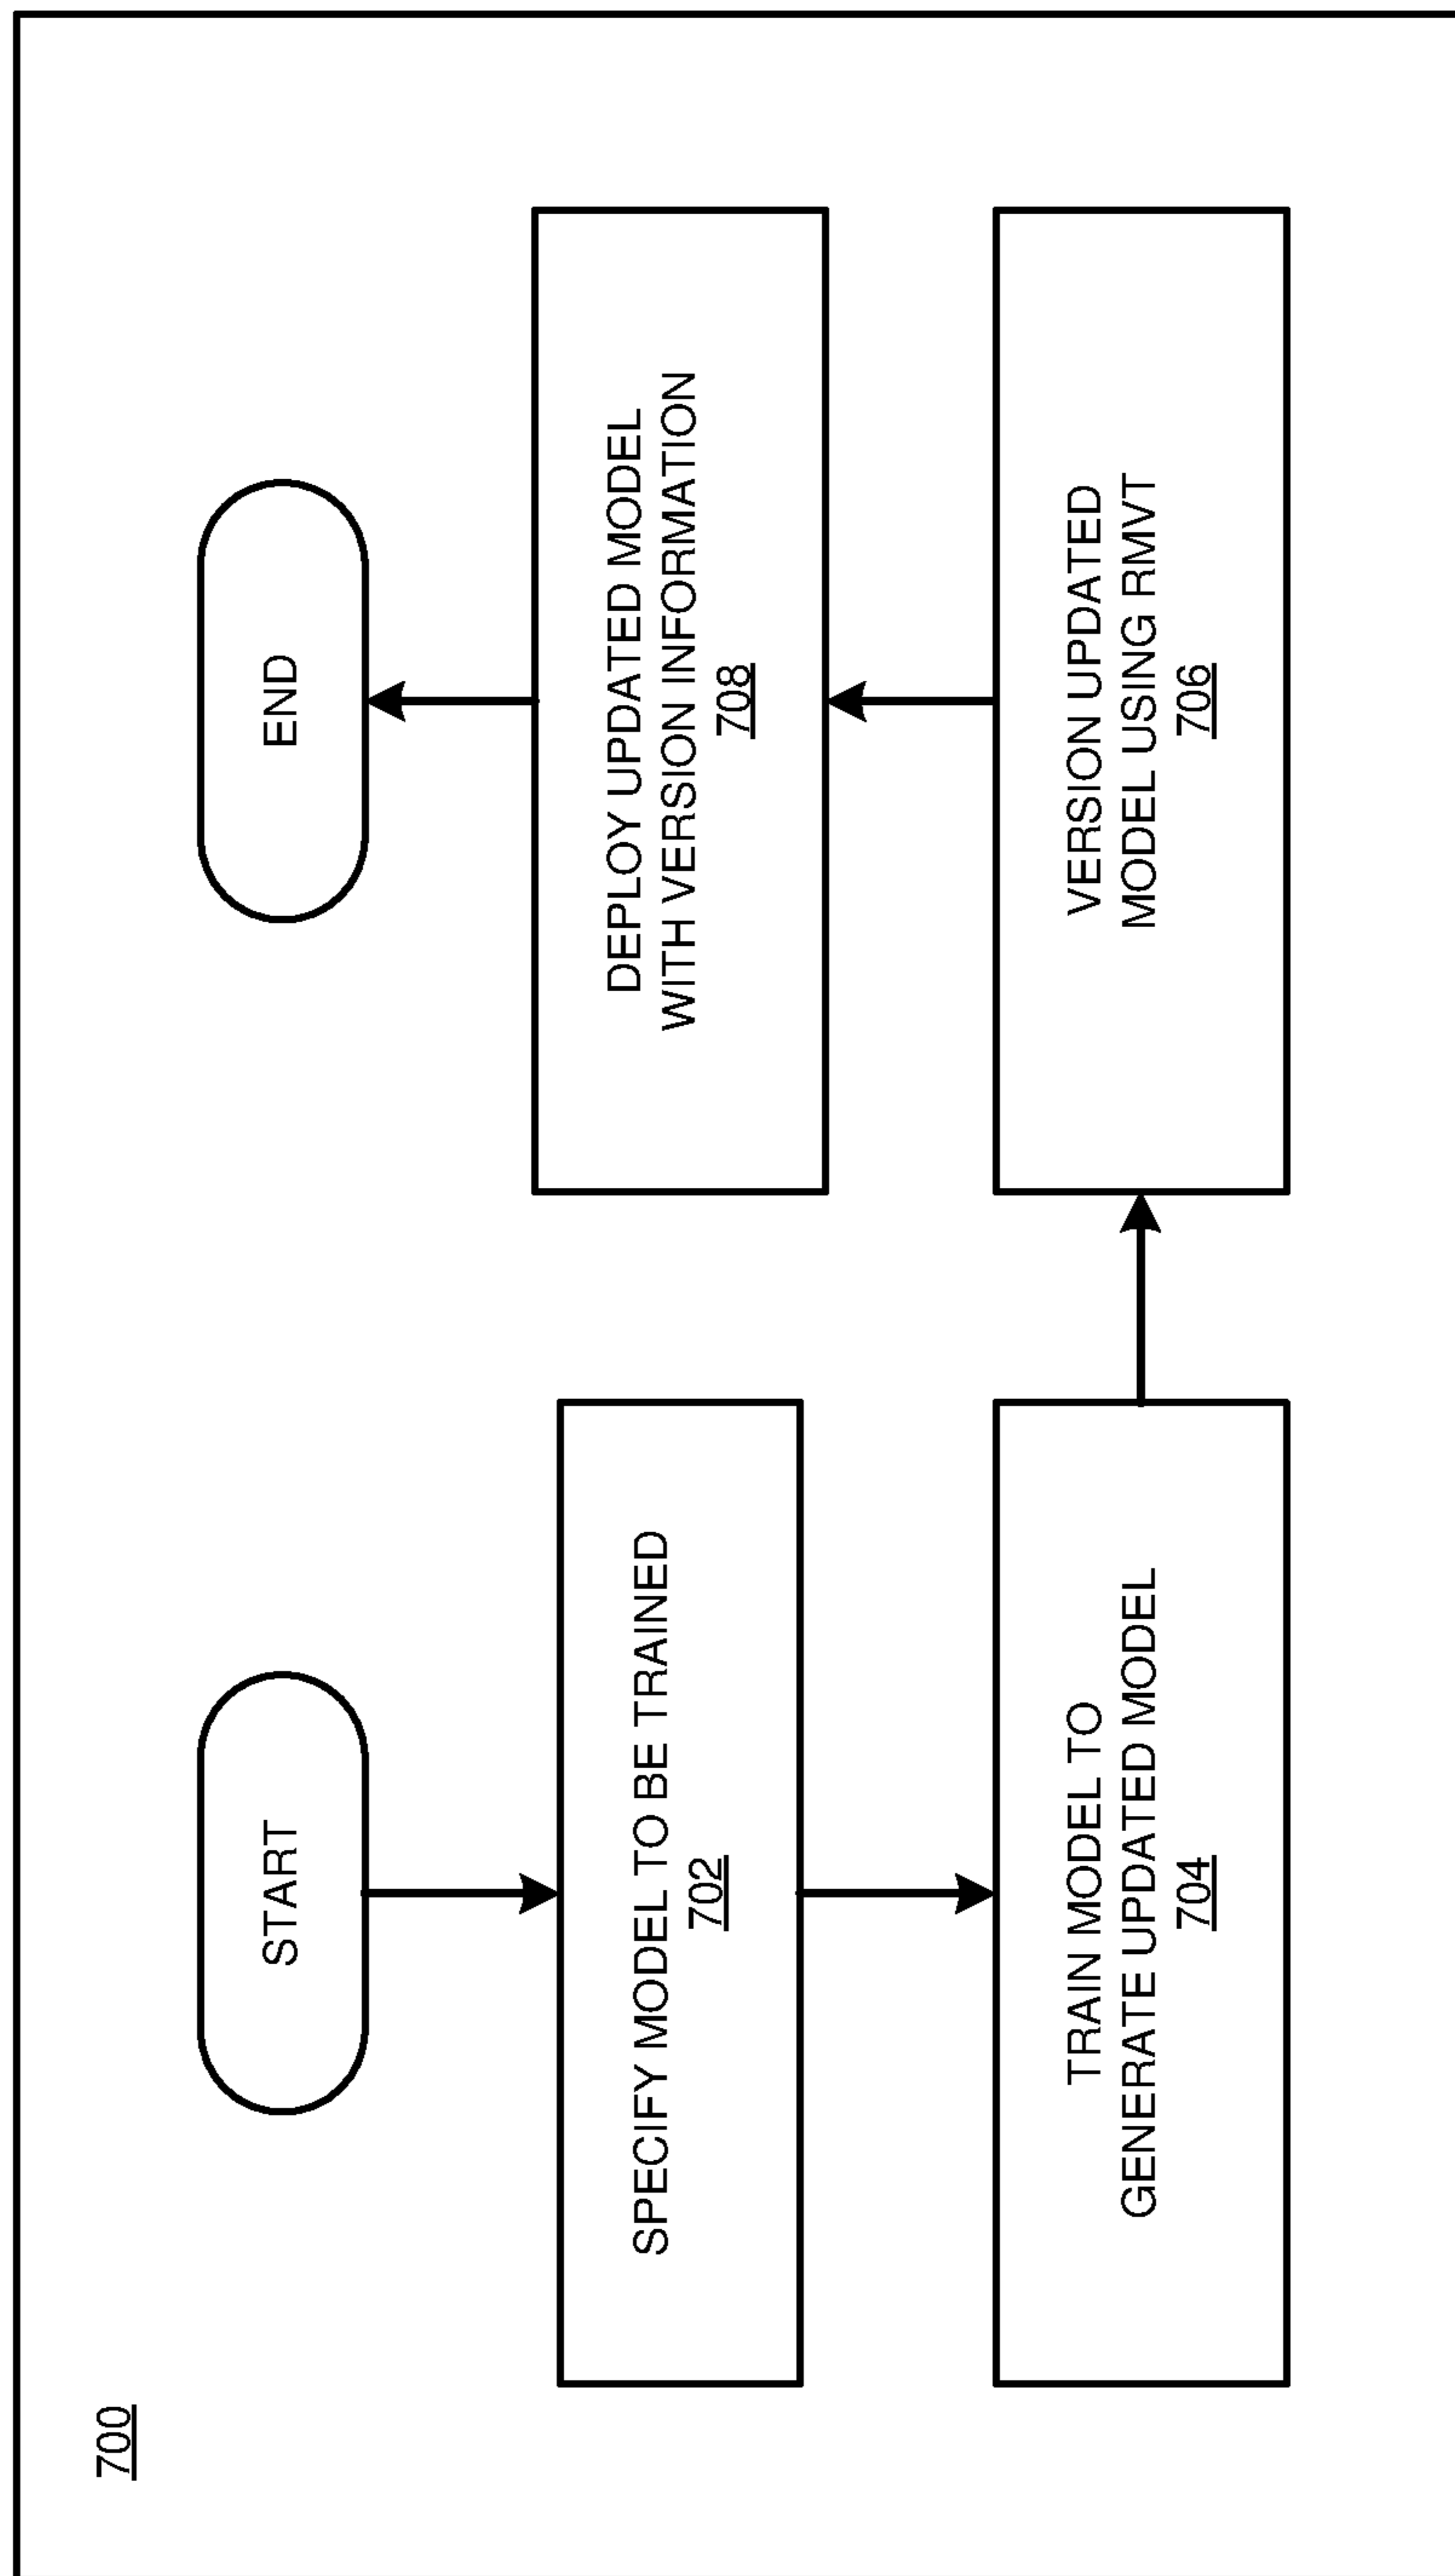 700
START
SPECIFY MODEL TO BE TRAINED
702
TRAIN MODEL TO
GENERATE UPDATED MODEL
704
VERSION UPDATED
MODEL USING RMVT
706
DEPLOY UPDATED MODEL
WITH VERSION INFORMATION
708
END